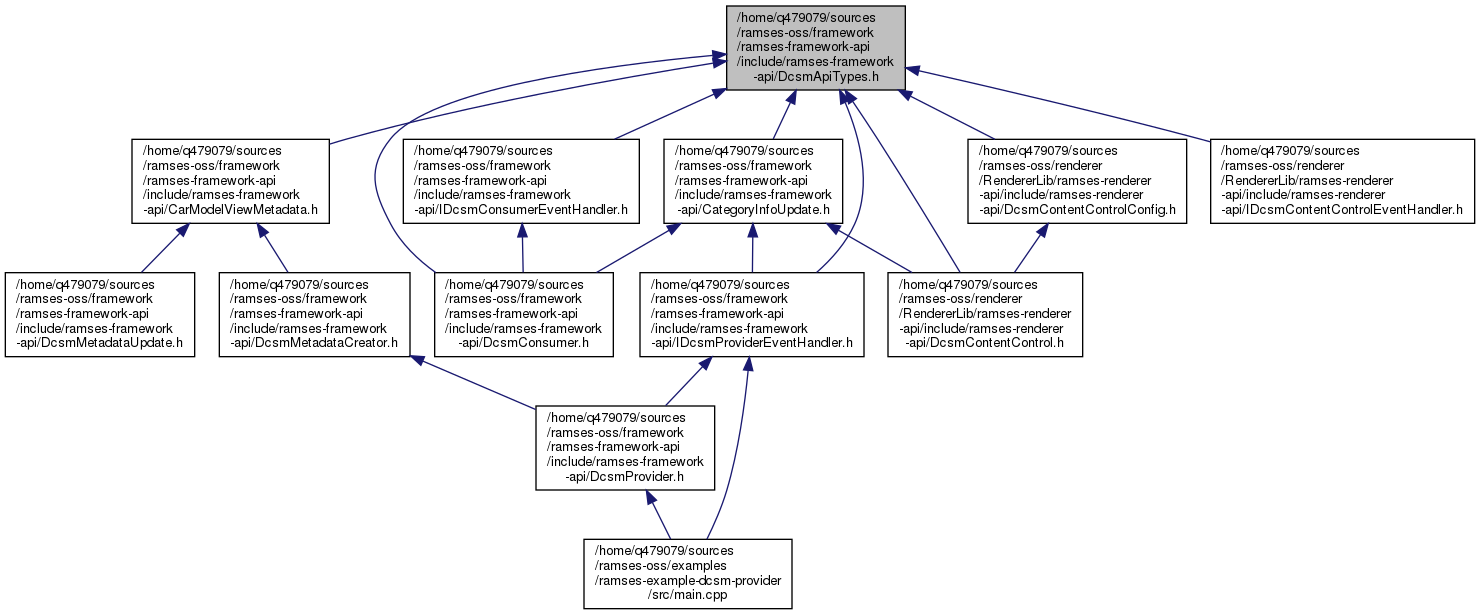 /home/q479079/sources
/ramses-oss/framework
/ramses-framework-api
/include/ramses-framework
-api/DcsmApiTypes.h
/home/q479079/sources
/ramses-oss/framework
/ramses-framework-api
/include/ramses-framework
-api/CarModelViewMetadata.h
/home/q479079/sources
/ramses-oss/framework
/ramses-framework-api
/include/ramses-framework
-api/IDcsmConsumerEventHandler.h
/home/q479079/sources
/ramses-oss/framework
/ramses-framework-api
/include/ramses-framework
-api/CategoryInfoUpdate.h
/home/q479079/sources
/ramses-oss/renderer
/RendererLib/ramses-renderer
-api/include/ramses-renderer
-api/DcsmContentControlConfig.h
/home/q479079/sources
/ramses-oss/renderer
/RendererLib/ramses-renderer
-api/include/ramses-renderer
-api/IDcsmContentControlEventHandler.h
/home/q479079/sources
/ramses-oss/framework
/ramses-framework-api
/include/ramses-framework
-api/DcsmMetadataUpdate.h
/home/q479079/sources
/ramses-oss/framework
/ramses-framework-api
/include/ramses-framework
-api/DcsmMetadataCreator.h
/home/q479079/sources
/ramses-oss/framework
/ramses-framework-api
/include/ramses-framework
-api/DcsmConsumer.h
/home/q479079/sources
/ramses-oss/framework
/ramses-framework-api
/include/ramses-framework
-api/IDcsmProviderEventHandler.h
/home/q479079/sources
/ramses-oss/renderer
/RendererLib/ramses-renderer
-api/include/ramses-renderer
-api/DcsmContentControl.h
/home/q479079/sources
/ramses-oss/framework
/ramses-framework-api
/include/ramses-framework
-api/DcsmProvider.h
/home/q479079/sources
/ramses-oss/examples
/ramses-example-dcsm-provider
/src/main.cpp